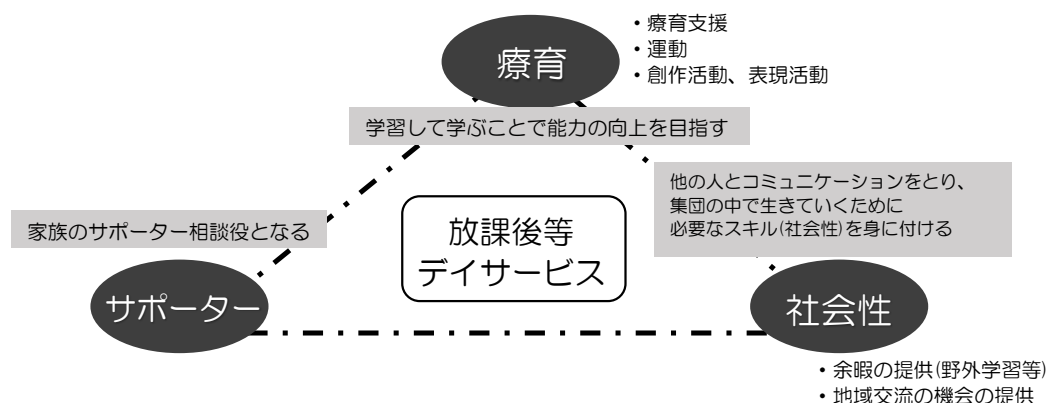 療育
・療育支援
・運動
・創作活動、表現活動
学習して学ぶことで能力の向上を目指す
他の人とコミュニケーションをとり、
集団の中で生きていくために
必要なスキル(社会性)を身に付ける
家族のサポーター相談役となる
放課後等
デイサービス
サポーター
社会性
・余暇の提供(野外学習等)
・地域交流の機会の提供